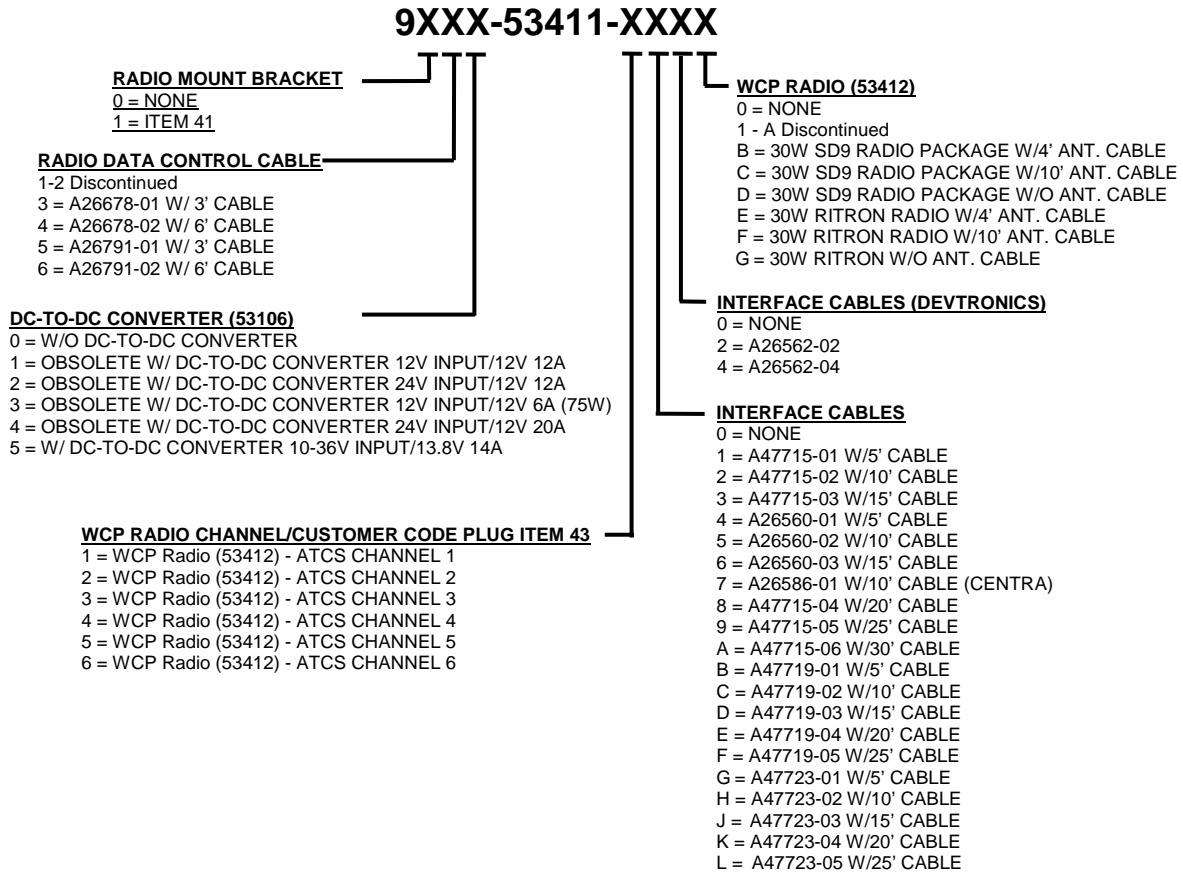 9XXX-53411-XXXX
RADIO MOUNT BRACKET
0 = NONE
1 = ITEM 41
RADIO DATA CONTROL CABLE
1-2 Discontinued
3 = A26678-01 W/ 3' CABLE
4 = A26678-02 W/ 6' CABLE
5 = A26791-01 W/ 3' CABLE
6 = A26791-02 W/ 6' CABLE
DC-TO-DC CONVERTER (53106)
0 = W/O DC-TO-DC CONVERTER
1 = OBSOLETE W/ DC-TO-DC CONVERTER 12V INPUT/12V 12A
2 = OBSOLETE W/ DC-TO-DC CONVERTER 24V INPUT/12V 12A
3 = OBSOLETE W/ DC-TO-DC CONVERTER 12V INPUT/12V 6A (75W)
4 = OBSOLETE W/ DC-TO-DC CONVERTER 24V INPUT/12V 20A
5 = W/ DC-TO-DC CONVERTER 10-36V INPUT/13.8V 14A
WCP RADIO CHANNEL/CUSTOMER CODE PLUG ITEM 43
1 = WCP Radio (53412) - ATCS CHANNEL 1
2 = WCP Radio (53412) - ATCS CHANNEL 2
3 = WCP Radio (53412) - ATCS CHANNEL 3
4 = WCP Radio (53412) - ATCS CHANNEL 4
5 = WCP Radio (53412) - ATCS CHANNEL 5
6 = WCP Radio (53412) - ATCS CHANNEL 6
WCP RADIO (53412)
0 = NONE
1 - A Discontinued
B = 30W SD9 RADIO PACKAGE W/4' ANT. CABLE
C = 30W SD9 RADIO PACKAGE W/10' ANT. CABLE
D = 30W SD9 RADIO PACKAGE W/O ANT. CABLE
E = 30W RITRON RADIO W/4' ANT. CABLE
F = 30W RITRON RADIO W/10' ANT. CABLE
G = 30W RITRON W/O ANT. CABLE
INTERFACE CABLES (DEVTRONICS)
0 = NONE
2 = A26562-02
4 = A26562-04
INTERFACE CABLES
0 = NONE
1 = A47715-01 W/5' CABLE
2 = A47715-02 W/10' CABLE
3 = A47715-03 W/15' CABLE
4 = A26560-01 W/5' CABLE
5 = A26560-02 W/10' CABLE
6 = A26560-03 W/15' CABLE
7 = A26586-01 W/10' CABLE (CENTRA)
8 = A47715-04 W/20' CABLE
9 = A47715-05 W/25' CABLE
A = A47715-06 W/30' CABLE
B = A47719-01 W/5' CABLE
C = A47719-02 W/10' CABLE
D = A47719-03 W/15' CABLE
E = A47719-04 W/20' CABLE
F = A47719-05 W/25' CABLE
G = A47723-01 W/5' CABLE
H = A47723-02 W/10' CABLE
J = A47723-03 W/15' CABLE
K = A47723-04 W/20' CABLE
L = A47723-05 W/25' CABLE